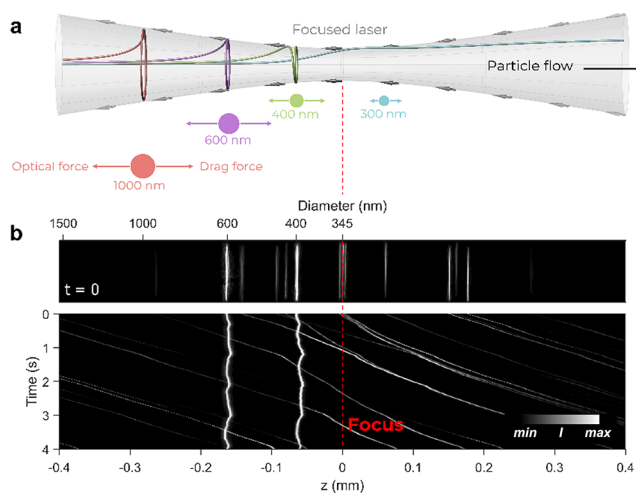 a
Focused laser
Particle flow
400 nm
300 nm
600 nm
Optical force
Drag force
1000 nm
Diameter (nm)
b
1500 1000 600 400 345
t = 0
0
1
2
3
4
Time (s)
Focus
min I max
-0.4 -0.3 -0.2 -0.1 0 0.1 0.2 0.3 0.4
z (mm)